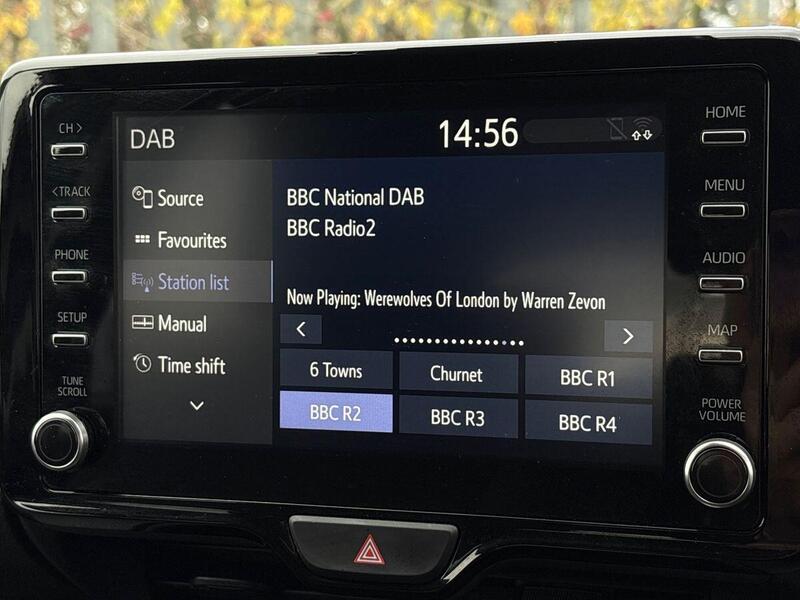 CH >
< TRACK
PHONE
SETUP
TUNE
SCROLL
DAB
14:56
Source
Favourites
Station list
Manual
Time shift
BBC National DAB
BBC Radio2
Now Playing: Werewolves Of London by Warren Zevon
6 Towns
Churnet
BBC R1
BBC R2
BBC R3
BBC R4
HOME
MENU
AUDIO
MAP
POWER
VOLUME